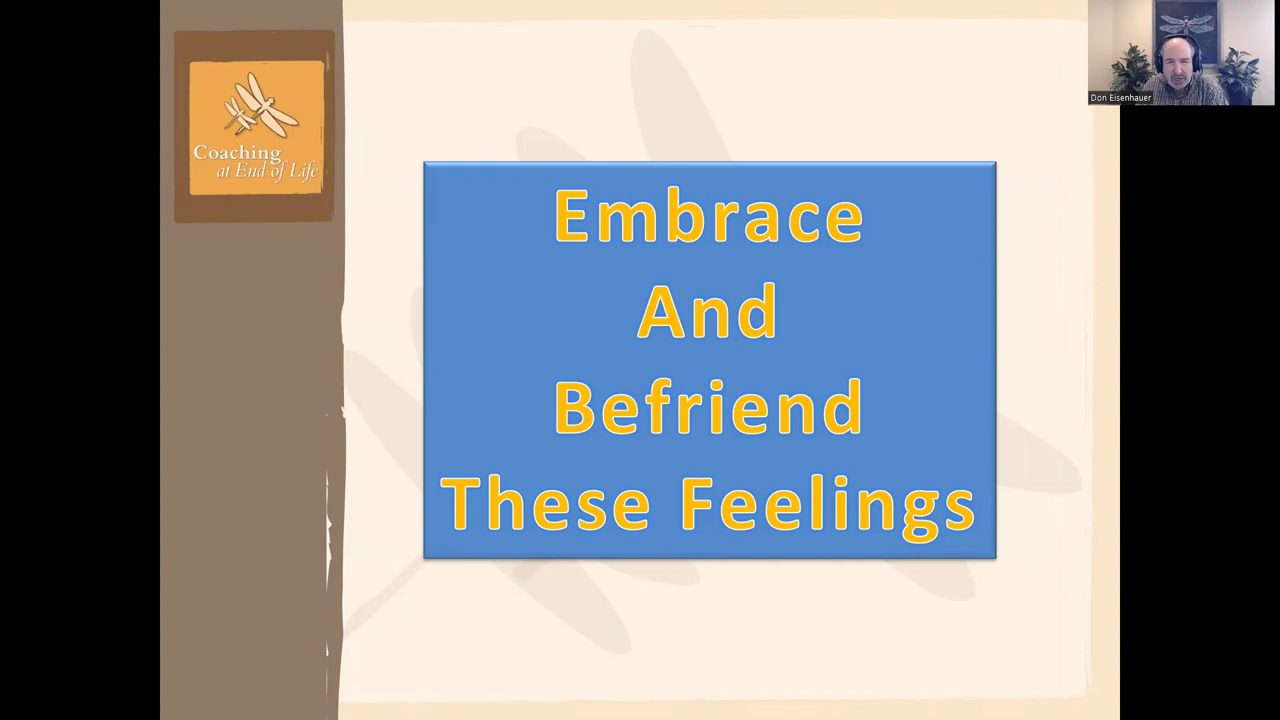 Coaching
at End of Life
Embrace
And
Befriend
These Feelings
Don Eisenhauer